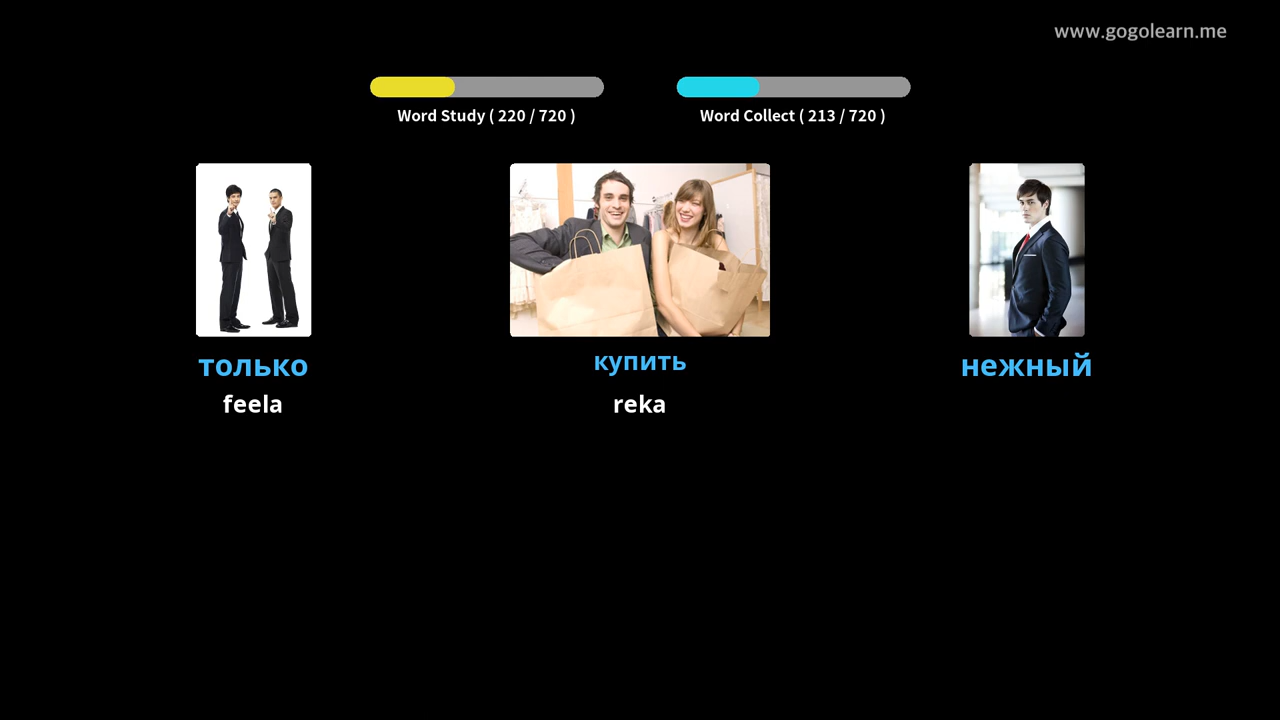 www.gogolearn.me
Word Study ( 220 / 720 )
Word Collect ( 213 / 720 )
только
купить
нежный
feela
reka